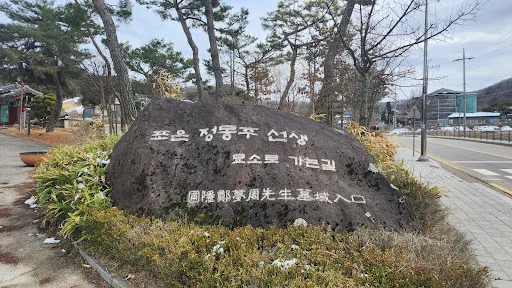 포은 정몽주 선생
묘소로 가는길
圃隱鄭夢周先生墓域入口